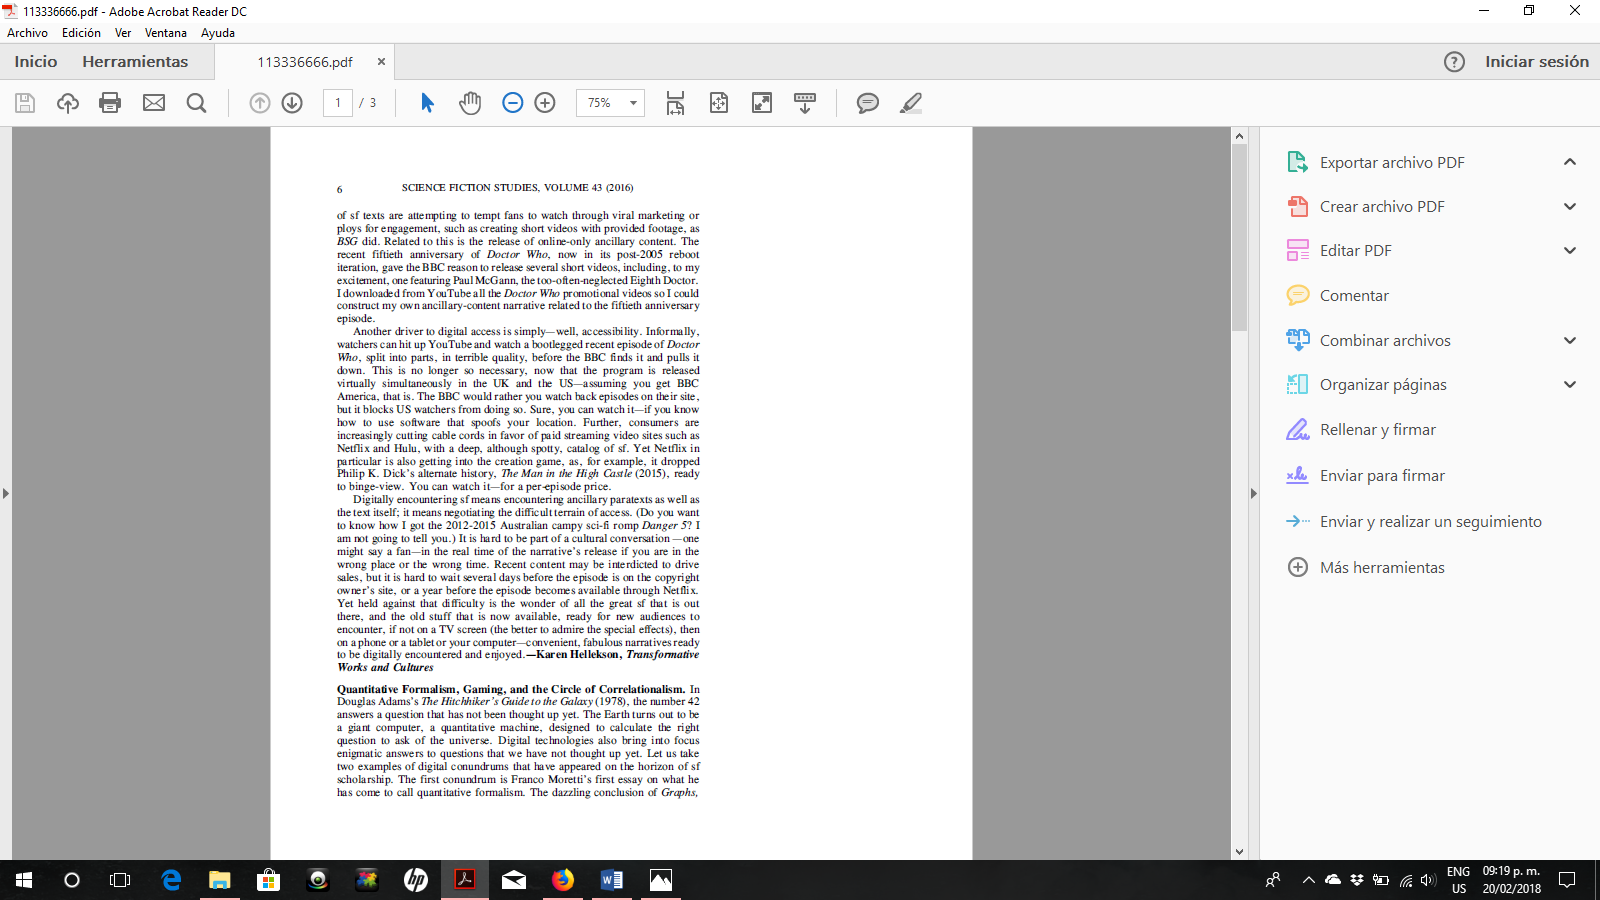 113336666.pdf - Adobe Acrobat Reader DC
Archivo Edición Ver Ventana Ayuda
Inicio Herramientas 113336666.pdf × Iniciar sesión
1 / 3 75%
6 SCIENCE FICTION STUDIES, VOLUME 43 (2016)
of sf texts are attempting to tempt fans to watch through viral marketing or
ploys for engagement, such as creating short videos with provided footage, as
BSG did. Related to this is the release of online-only ancillary content. The
recent fiftieth anniversary of Doctor Who, now in its post-2005 reboot
iteration, gave the BBC reason to release several short videos, including, to my
excitement, one featuring Paul McGann, the too-often-neglected Eighth Doctor.
I downloaded from YouTube all the Doctor Who promotional videos so I could
construct my own ancillary-content narrative related to the fiftieth anniversary
episode.
Another driver to digital access is simply—well, accessibility. Informally,
watchers can hit up YouTube and watch a bootlegged recent episode of Doctor
Who, split into parts, in terrible quality, before the BBC finds it and pulls it
down. This is no longer so necessary, now that the program is released
virtually simultaneously in the UK and the US—assuming you get BBC
America, that is. The BBC would rather you watch back episodes on their site,
but it blocks US watchers from doing so. Sure, you can watch it—if you know
how to use software that spoofs your location. Further, consumers are
increasingly cutting cable cords in favor of paid streaming video sites such as
Netflix and Hulu, with a deep, although spotty, catalog of sf. Yet Netflix in
particular is also getting into the creation game, as, for example, it dropped
Philip K. Dick's alternate history, The Man in the High Castle (2015), ready
to binge-view. You can watch it—for a per-episode price.
Digitally encountering sf means encountering ancillary paratexts as well as
the text itself; it means negotiating the difficult terrain of access. (Do you want
to know how I got the 2012-2015 Australian campy sci-fi romp Danger 5? I
am not going to tell you.) It is hard to be part of a cultural conversation —one
might say a fan—in the real time of the narrative's release if you are in the
wrong place or the wrong time. Recent content may be interdicted to drive
sales, but it is hard to wait several days before the episode is on the copyright
owner's site, or a year before the episode becomes available through Netflix.
Yet held against that difficulty is the wonder of all the great sf that is out
there, and the old stuff that is now available, ready for new audiences to
encounter, if not on a TV screen (the better to admire the special effects), then
on a phone or a tablet or your computer—convenient, fabulous narratives ready
to be digitally encountered and enjoyed.—Karen Hellekson, Transformative
Works and Cultures
Quantitative Formalism, Gaming, and the Circle of Correlationalism. In
Douglas Adams's The Hitchhiker's Guide to the Galaxy (1978), the number 42
answers a question that has not been thought up yet. The Earth turns out to be
a giant computer, a quantitative machine, designed to calculate the right
question to ask of the universe. Digital technologies also bring into focus
enigmatic answers to questions that we have not thought up yet. Let us take
two examples of digital conundrums that have appeared on the horizon of sf
scholarship. The first conundrum is Franco Moretti's first essay on what he
has come to call quantitative formalism. The dazzling conclusion of Graphs,
Exportar archivo PDF
Crear archivo PDF
Editar PDF
Comentar
Combinar archivos
Organizar páginas
Rellenar y firmar
Enviar para firmar
Enviar y realizar un seguimiento
Más herramientas
ENG 09:19 p. m.
US 20/02/2018